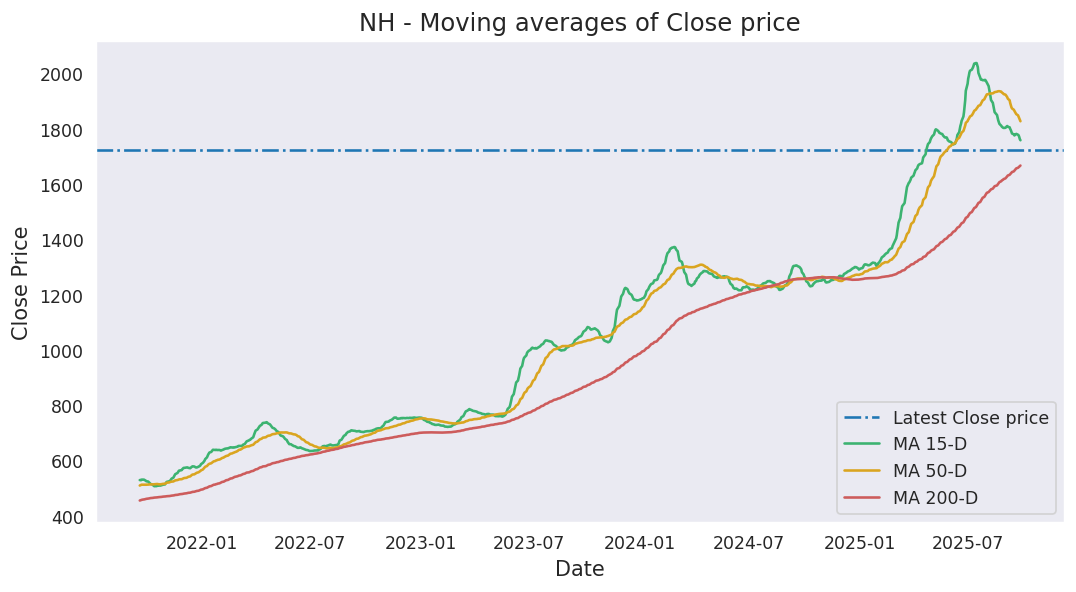 NH - Moving averages of Close price
Close Price
2000
1800
1600
1400
1200
1000
800
600
400
2022-01
2022-07
2023-01
2023-07
2024-01
2024-07
2025-01
2025-07
Date
Latest Close price
MA 15-D
MA 50-D
MA 200-D